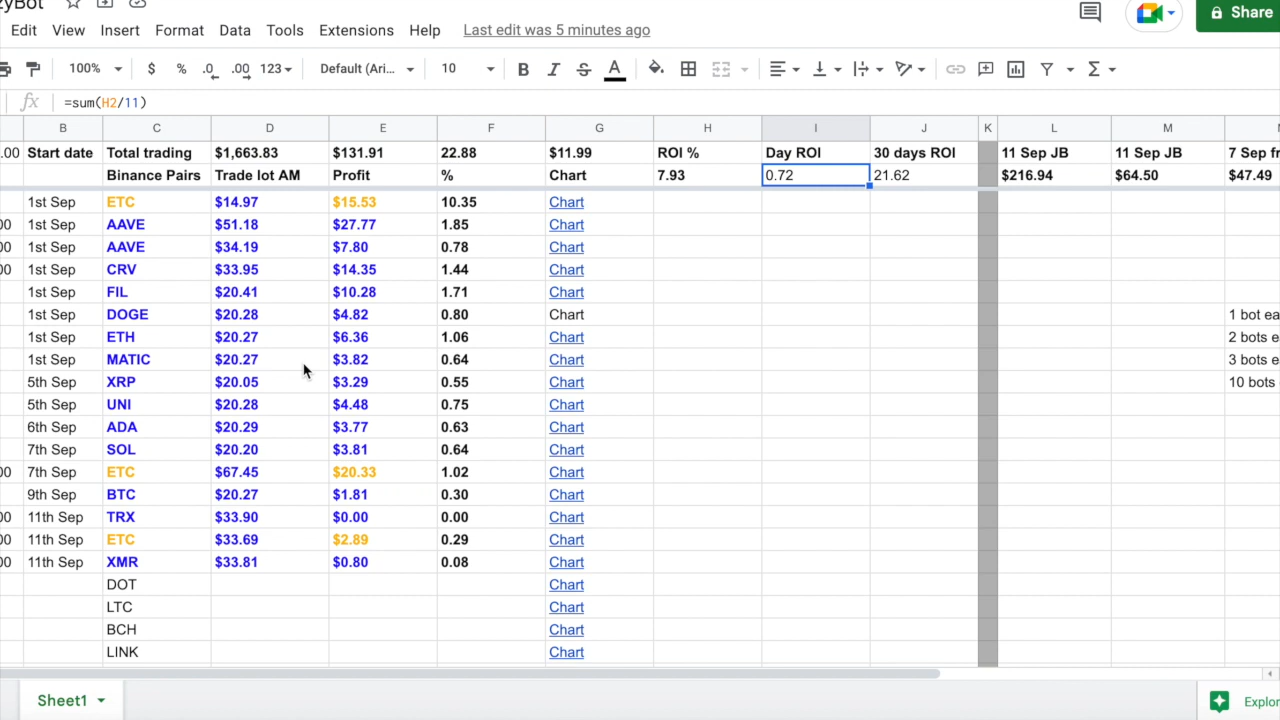 zyBot
Edit View Insert Format Data Tools Extensions Help Last edit was 5 minutes ago Share
100% $ % .0 .00 123 Default (Ari... 10 B I S A
fx =sum(H2/11)
B C D E F G H I J K L M
.00 Start date Total trading $1,663.83 $131.91 22.88 $11.99 ROI % Day ROI 30 days ROI 11 Sep JB 11 Sep JB 7 Sep fr
Binance Pairs Trade lot AM Profit % Chart 7.93 0.72 21.62 $216.94 $64.50 $47.49
1st Sep ETC $14.97 $15.53 10.35 Chart
00 1st Sep AAVE $51.18 $27.77 1.85 Chart
00 1st Sep AAVE $34.19 $7.80 0.78 Chart
00 1st Sep CRV $33.95 $14.35 1.44 Chart
1st Sep FIL $20.41 $10.28 1.71 Chart
1st Sep DOGE $20.28 $4.82 0.80 Chart 1 bot ea
1st Sep ETH $20.27 $6.36 1.06 Chart 2 bots e
1st Sep MATIC $20.27 $3.82 0.64 Chart 3 bots e
5th Sep XRP $20.05 $3.29 0.55 Chart 10 bots
5th Sep UNI $20.28 $4.48 0.75 Chart
6th Sep ADA $20.29 $3.77 0.63 Chart
7th Sep SOL $20.20 $3.81 0.64 Chart
00 7th Sep ETC $67.45 $20.33 1.02 Chart
9th Sep BTC $20.27 $1.81 0.30 Chart
00 11th Sep TRX $33.90 $0.00 0.00 Chart
00 11th Sep ETC $33.69 $2.89 0.29 Chart
00 11th Sep XMR $33.81 $0.80 0.08 Chart
DOT Chart
LTC Chart
BCH Chart
LINK Chart
Sheet1 Explor